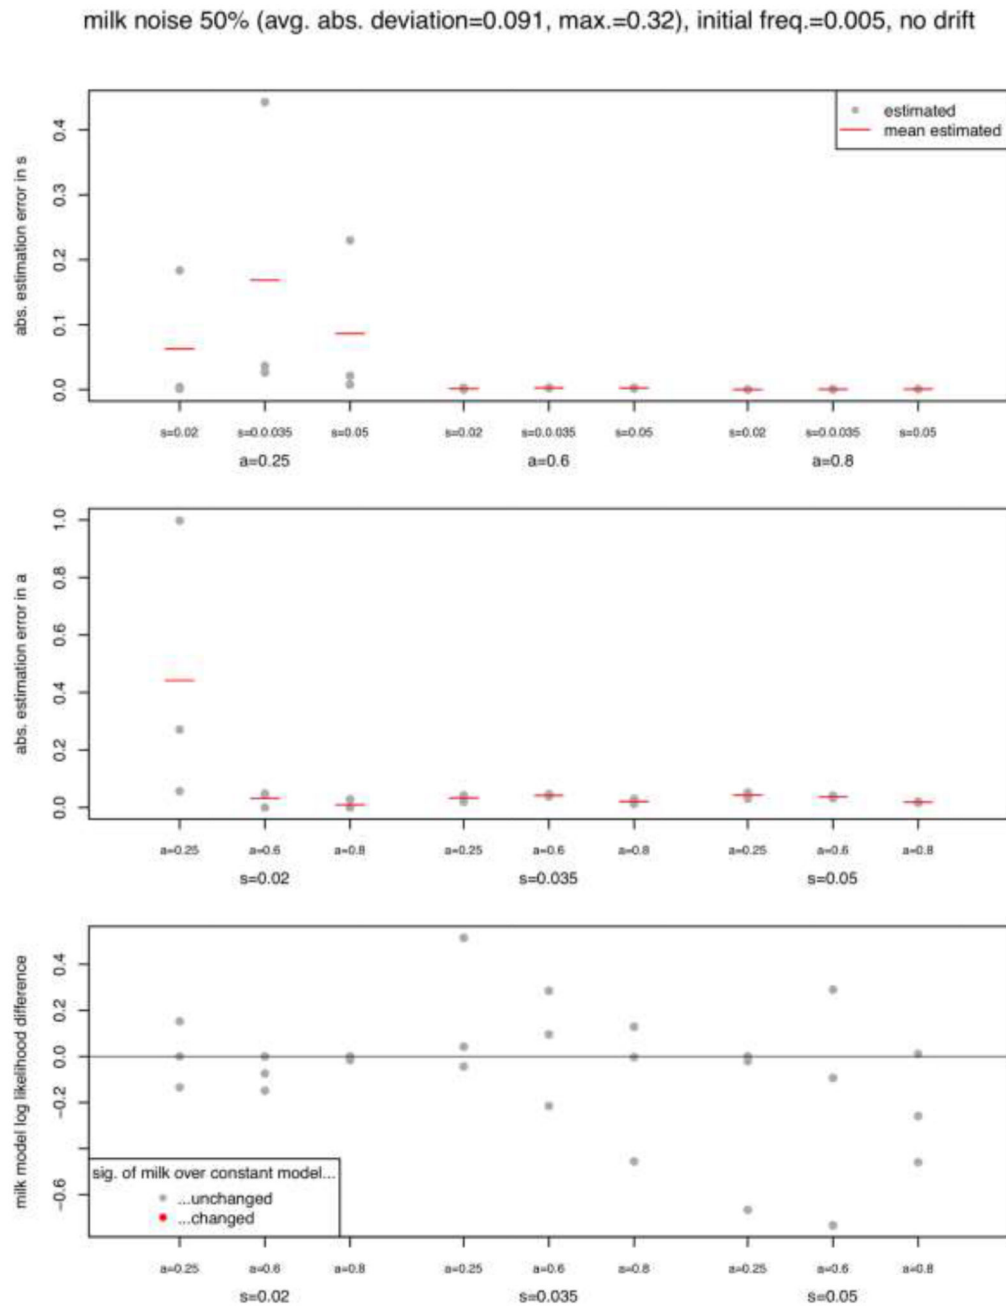 milk noise 50% (avg. abs. deviation=0.091, max.=0.32), initial freq.=0.005, no drift
estimated
mean estimated
abs. estimation error in s
0.4
0.3
0.2
0.1
0.0
s=0.02 s=0.0.035 s=0.05 s=0.02 s=0.0.035 s=0.05 s=0.02 s=0.0.035 s=0.05
a=0.25 a=0.6 a=0.8
abs. estimation error in a
1.0
0.8
0.6
0.4
0.2
0.0
a=0.25 a=0.6 a=0.8 a=0.25 a=0.6 a=0.8 a=0.25 a=0.6 a=0.8
s=0.02 s=0.035 s=0.05
milk model log likelihood difference
0.4
0.2
0.0
−0.2
−0.6
sig. of milk over constant model...
...unchanged
...changed
a=0.25 a=0.6 a=0.8 a=0.25 a=0.6 a=0.8 a=0.25 a=0.6 a=0.8
s=0.02 s=0.035 s=0.05